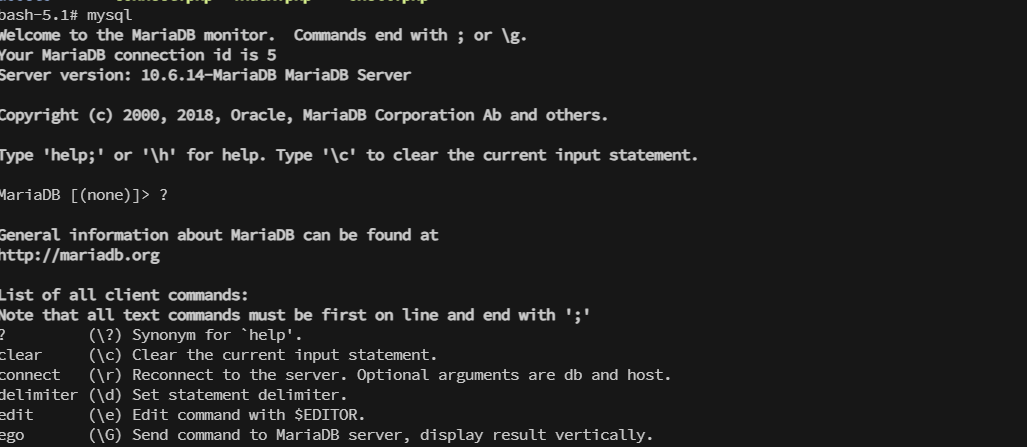 bash-5.1# mysql
Welcome to the MariaDB monitor.  Commands end with ; or \g.
Your MariaDB connection id is 5
Server version: 10.6.14-MariaDB MariaDB Server
Copyright (c) 2000, 2018, Oracle, MariaDB Corporation Ab and others.
Type 'help;' or '\h' for help. Type '\c' to clear the current input statement.
MariaDB [(none)]> ?
General information about MariaDB can be found at
http://mariadb.org
List of all client commands:
Note that all text commands must be first on line and end with ';'
?         (\?) Synonym for `help'.
clear     (\c) Clear the current input statement.
connect   (\r) Reconnect to the server. Optional arguments are db and host.
delimiter (\d) Set statement delimiter.
edit      (\e) Edit command with $EDITOR.
ego       (\G) Send command to MariaDB server, display result vertically.